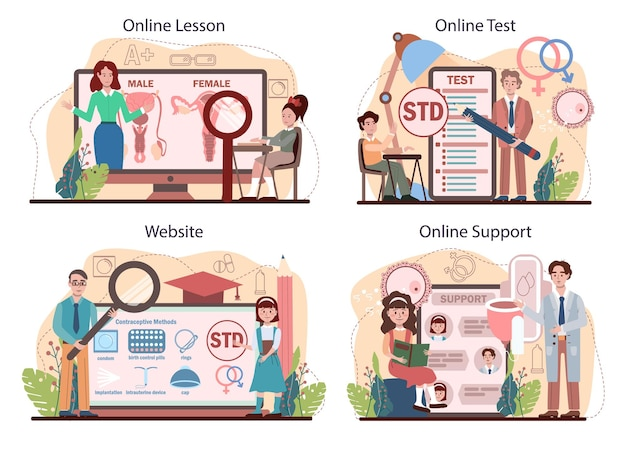 Online Lesson
MALE
FEMALE
A+
Online Test
TEST
STD
Website
Contraceptive Methods
condom
birth control pills
rings
STD
Implantation
Intrauterine device
cap
Online Support
SUPPORT